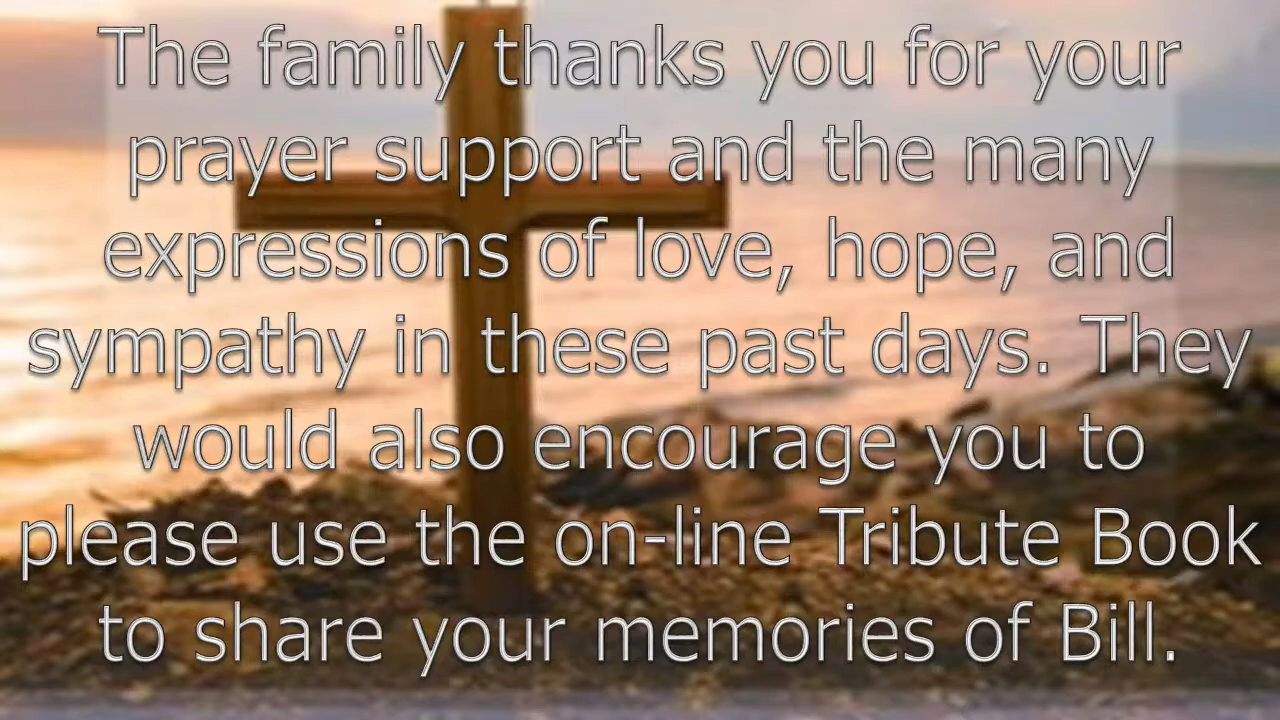 The family thanks you for your
prayer support and the many
expressions of love, hope, and
sympathy in these past days. They
would also encourage you to
please use the on-line Tribute Book
to share your memories of Bill.